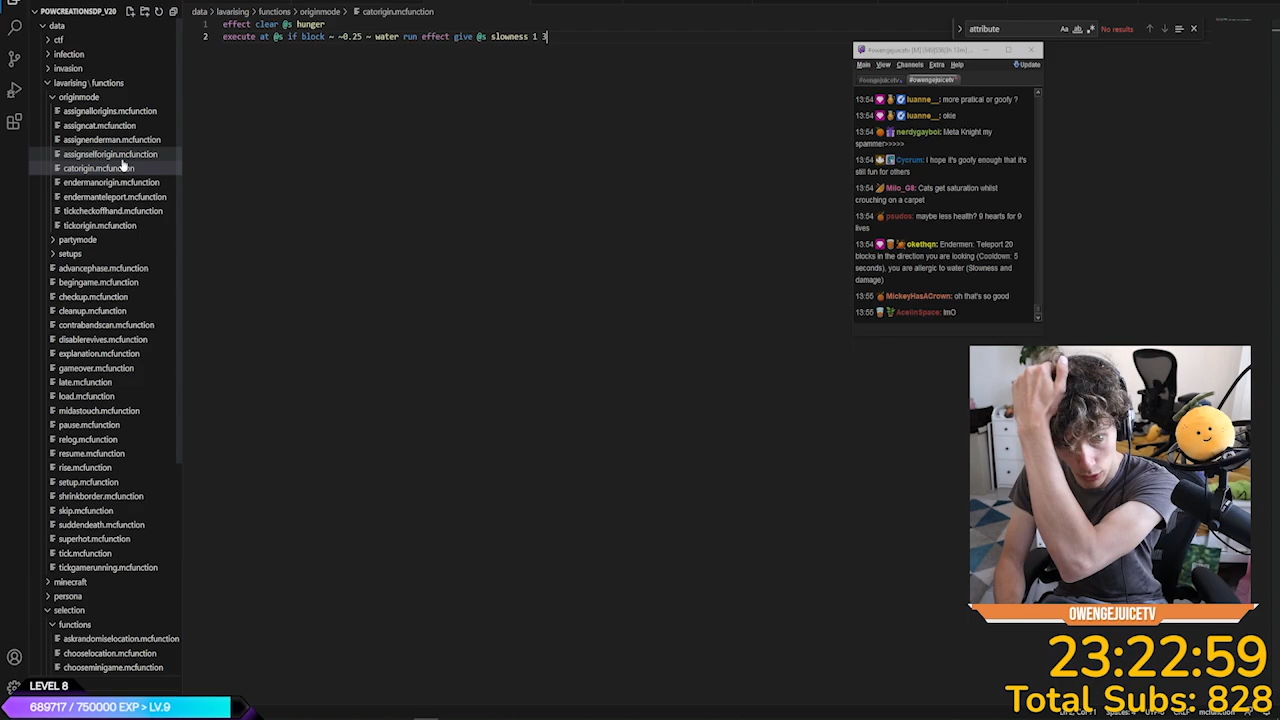 POWCREATIONSDP_V20
data
ctf
infection
invasion
lavarising \ functions
originmode
assignallorigins.mcfunction
assigncat.mcfunction
assignenderman.mcfunction
assignselforigin.mcfunction
catorigin.mcfunction
endermanorigin.mcfunction
endermanteleport.mcfunction
tickcheckoffhand.mcfunction
tickorigin.mcfunction
partymode
setups
advancephase.mcfunction
begingame.mcfunction
checkup.mcfunction
cleanup.mcfunction
contrabandscan.mcfunction
disablerevives.mcfunction
explanation.mcfunction
gameover.mcfunction
late.mcfunction
load.mcfunction
midastouch.mcfunction
pause.mcfunction
relog.mcfunction
resume.mcfunction
rise.mcfunction
setup.mcfunction
shrinkborder.mcfunction
skip.mcfunction
suddendeath.mcfunction
superhot.mcfunction
tick.mcfunction
tickgamerunning.mcfunction
minecraft
persona
selection
functions
askrandomiselocation.mcfunction
chooselocation.mcfunction
chooseminigame.mcfunction
LEVEL 8
689717 / 750000 EXP > LV.9
data > lavarising > functions > originmode > catorigin.mcfunction
1 effect clear @s hunger
2 execute at @s if block ~ ~0.25 ~ water run effect give @s slowness 1 3
attribute
Aa ab .* No results
Main View Channels Extra Help Update
#owengejuicetv
13:54 luanne__: more pratical or goofy ?
13:54 luanne__: okie
13:54 nerdygayboi: Meta Knight my
spammer>>>>>
13:54 Cycrum: i hope it's goofy enough that it's
still fun for others
13:54 Milo_G8: Cats get saturation whilst
crouching on a carpet
13:54 psudos: maybe less health? 9 hearts for 9
lives
13:54 okethqn: Endermen: Teleport 20
blocks in the direction you are looking (Cooldown: 5
seconds), you are allergic to water (Slowness and
damage)
13:55 MickeyHasACrown: oh that's so good
13:55 AceIinSpace: lmO
OWENGEJUICETV
23:22:59
Total Subs: 828